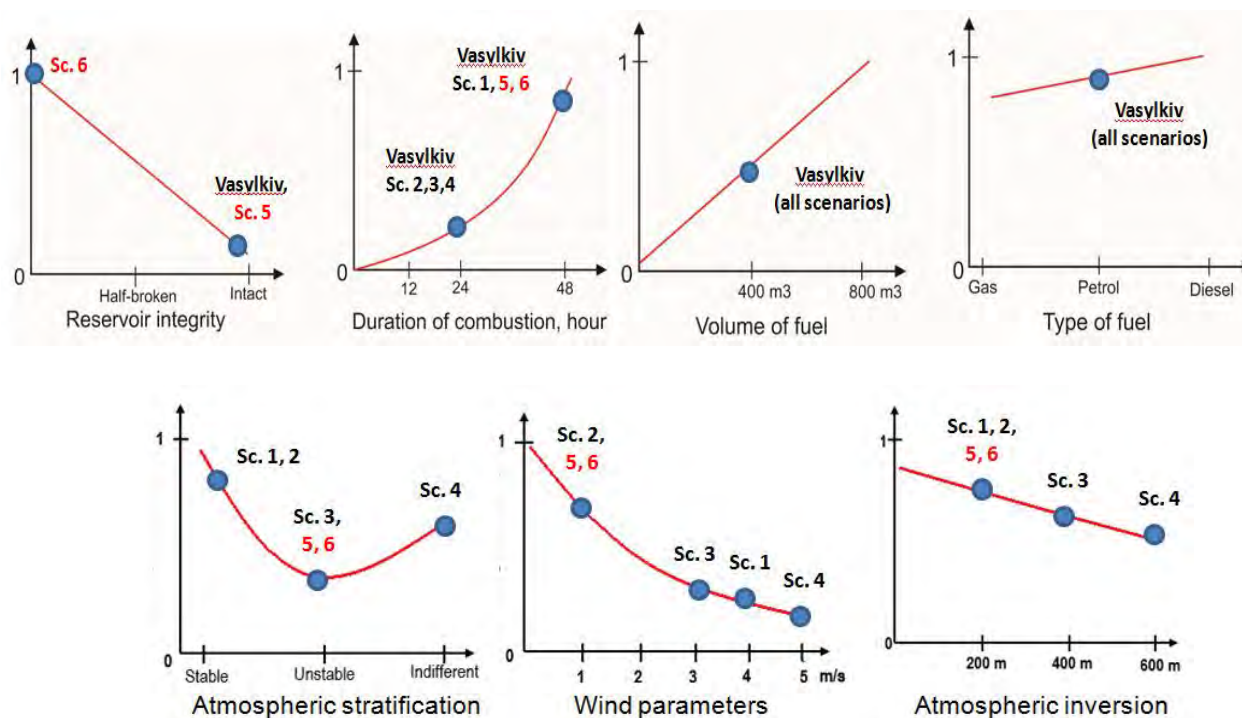 1
Sc. 6
Vasylkiv,
Sc. 5
0
Half-broken
Intact
Reservoir integrity
1
Vasylkiv
Sc. 1, 5, 6
Vasylkiv
Sc. 2,3,4
0
12
24
48
Duration of combustion, hour
1
Vasylkiv
(all scenarios)
0
400 m3
800 m3
Volume of fuel
1
Vasylkiv
(all scenarios)
0
Gas
Petrol
Diesel
Type of fuel
1
Sc. 1, 2
Sc. 3,
5, 6
Sc. 4
0
Stable
Unstable
Indifferent
Atmospheric stratification
1
Sc. 2,
5, 6
Sc. 3
Sc. 1
Sc. 4
0
1
2
3
4
5
m/s
Wind parameters
1
Sc. 1, 2,
5, 6
Sc. 3
Sc. 4
0
200 m
400 m
600 m
Atmospheric inversion